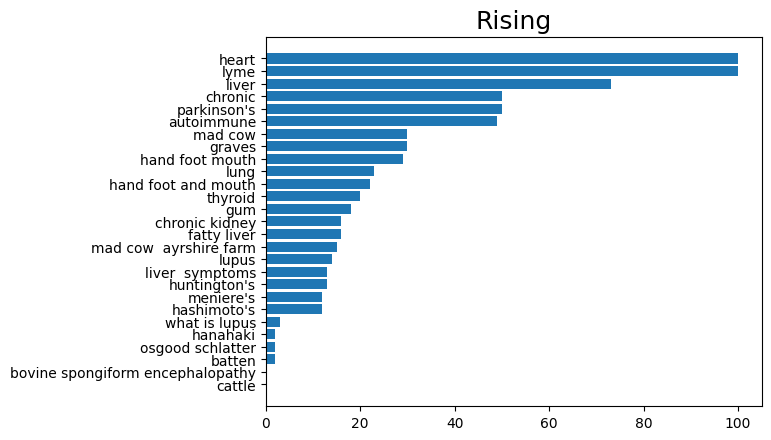 Rising
heart
lyme
liver
chronic
parkinson's
autoimmune
mad cow
graves
hand foot mouth
lung
hand foot and mouth
thyroid
gum
chronic kidney
fatty liver
mad cow  ayrshire farm
lupus
liver  symptoms
huntington's
meniere's
hashimoto's
what is lupus
hanahaki
osgood schlatter
batten
bovine spongiform encephalopathy
cattle
0 20 40 60 80 100